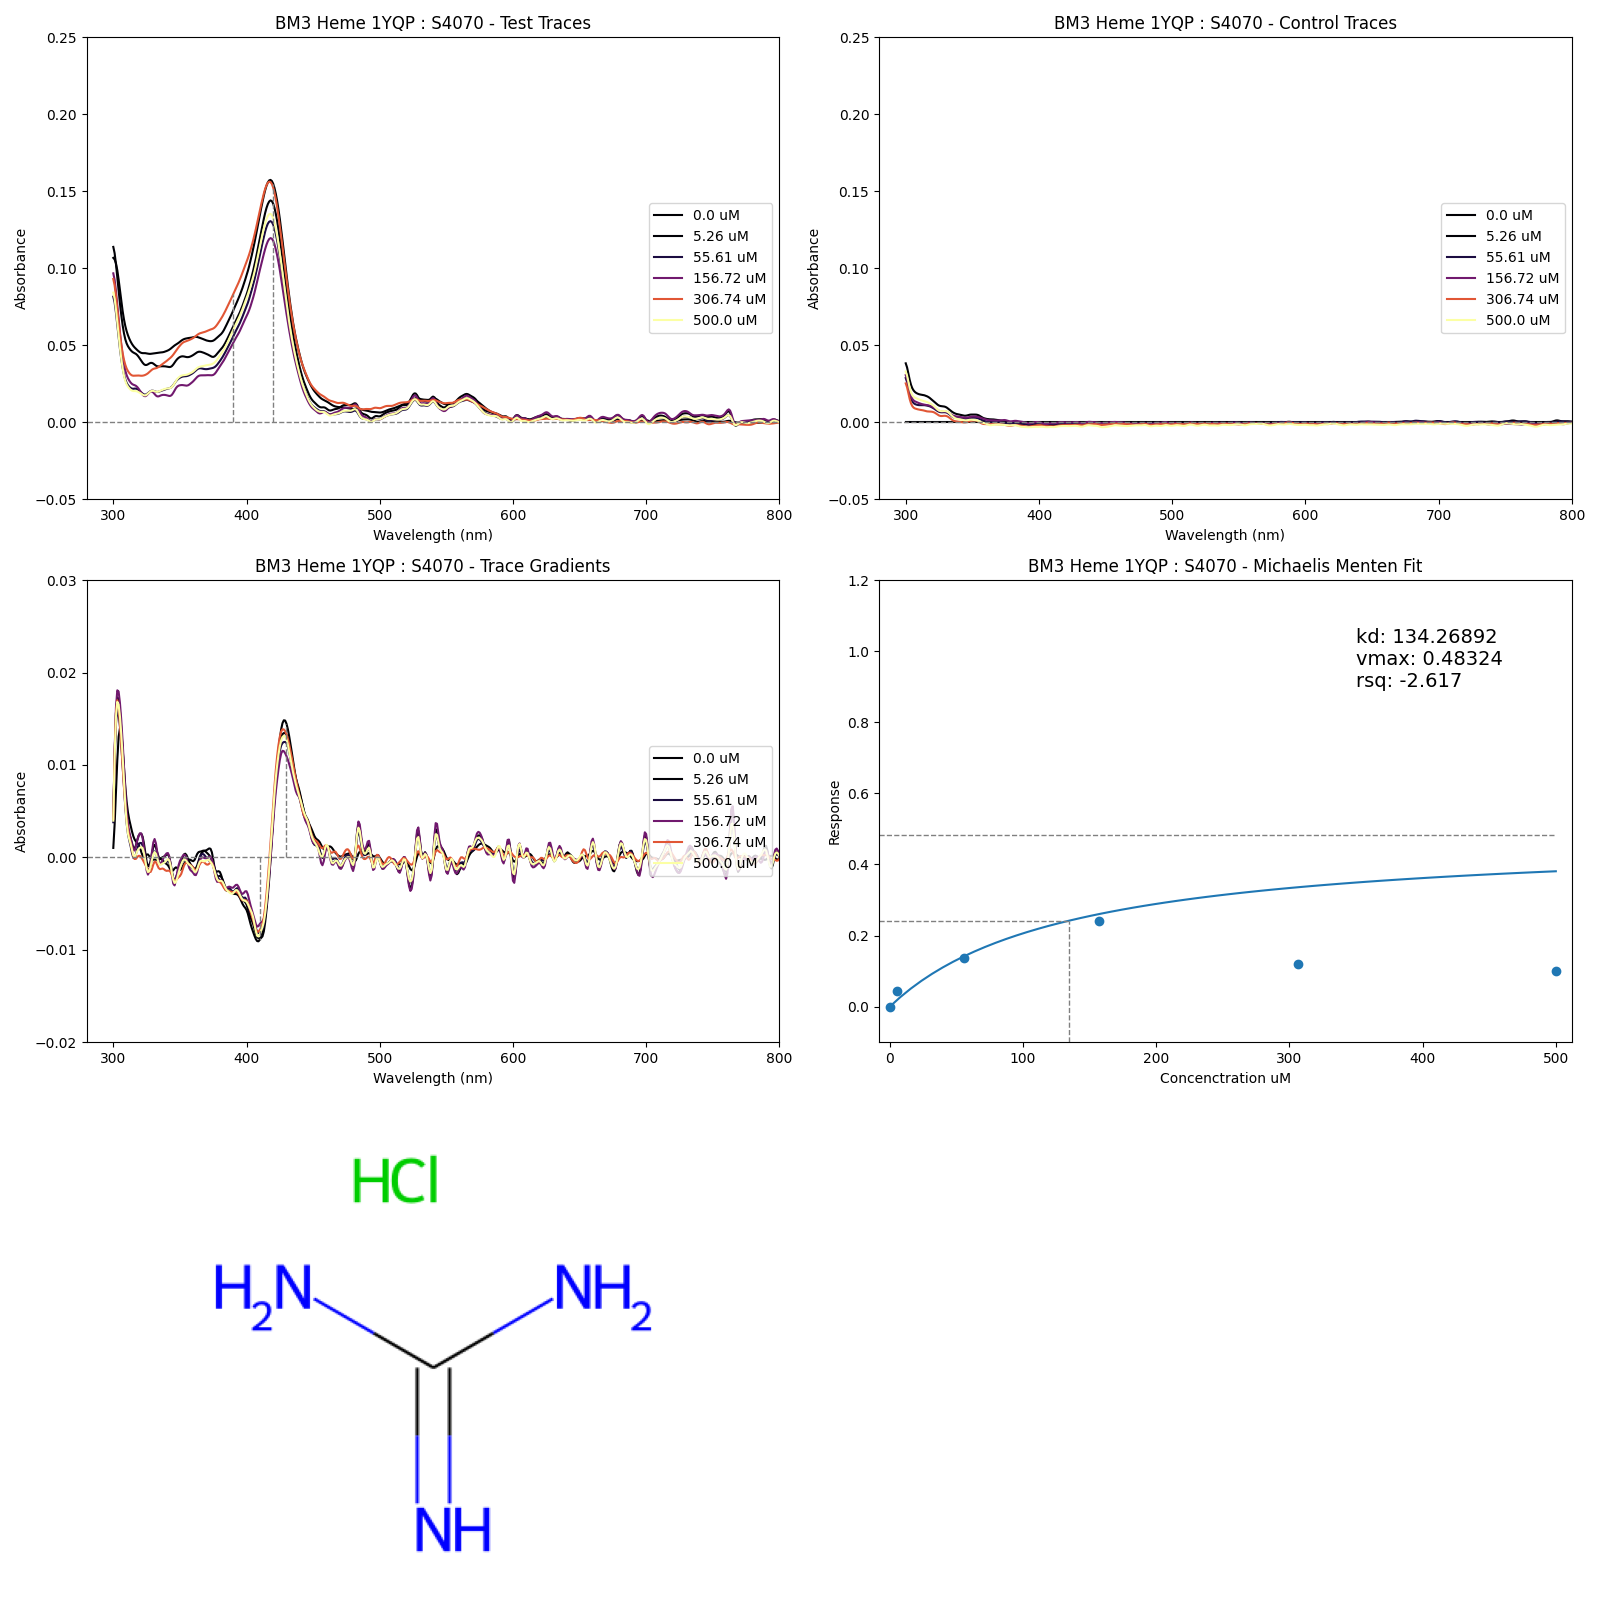 BM3 Heme 1YQP : S4070 - Test Traces
0.25
0.20
0.15
0.10
0.05
0.00
−0.05
Absorbance
300 400 500 600 700 800
Wavelength (nm)
0.0 uM
5.26 uM
55.61 uM
156.72 uM
306.74 uM
500.0 uM
BM3 Heme 1YQP : S4070 - Control Traces
0.25
0.20
0.15
0.10
0.05
0.00
−0.05
Absorbance
300 400 500 600 700 800
Wavelength (nm)
0.0 uM
5.26 uM
55.61 uM
156.72 uM
306.74 uM
500.0 uM
BM3 Heme 1YQP : S4070 - Trace Gradients
0.03
0.02
0.01
0.00
−0.01
−0.02
Absorbance
300 400 500 600 700 800
Wavelength (nm)
0.0 uM
5.26 uM
55.61 uM
156.72 uM
306.74 uM
500.0 uM
BM3 Heme 1YQP : S4070 - Michaelis Menten Fit
1.2
1.0
0.8
0.6
0.4
0.2
0.0
Response
0 100 200 300 400 500
Concenctration uM
kd: 134.26892
vmax: 0.48324
rsq: -2.617
HCl
H2N NH2
NH